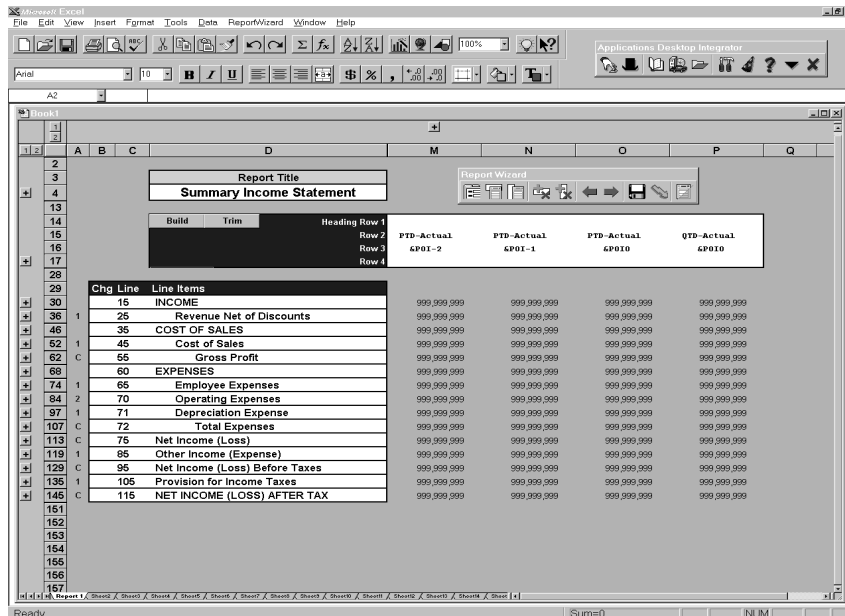 Microsoft Excel
File Edit View Insert Format Tools Data ReportWizard Window Help
100%
Applications Desktop Integrator
Arial 10 B I U $ % ,
A2
Book1
1
2
1 2 A B C D M N O P Q
2
3 Report Title
Report Wizard
4 Summary Income Statement
13
14 Build Trim Heading Row 1
15 Row 2 PTD-Actual PTD-Actual PTD-Actual QTD-Actual
16 Row 3 &POI-2 &POI-1 &POI0 &POI0
17 Row 4
28
29 Chg Line Line Items
30 15 INCOME 999,999,999 999,999,999 999,999,999 999,999,999
36 1 25 Revenue Net of Discounts 999,999,999 999,999,999 999,999,999 999,999,999
46 35 COST OF SALES 999,999,999 999,999,999 999,999,999 999,999,999
52 1 45 Cost of Sales 999,999,999 999,999,999 999,999,999 999,999,999
62 C 55 Gross Profit 999,999,999 999,999,999 999,999,999 999,999,999
68 60 EXPENSES 999,999,999 999,999,999 999,999,999 999,999,999
74 1 65 Employee Expenses 999,999,999 999,999,999 999,999,999 999,999,999
84 2 70 Operating Expenses 999,999,999 999,999,999 999,999,999 999,999,999
97 1 71 Depreciation Expense 999,999,999 999,999,999 999,999,999 999,999,999
107 C 72 Total Expenses 999,999,999 999,999,999 999,999,999 999,999,999
113 C 75 Net Income (Loss) 999,999,999 999,999,999 999,999,999 999,999,999
119 1 85 Other Income (Expense) 999,999,999 999,999,999 999,999,999 999,999,999
129 C 95 Net Income (Loss) Before Taxes 999,999,999 999,999,999 999,999,999 999,999,999
135 1 105 Provision for Income Taxes 999,999,999 999,999,999 999,999,999 999,999,999
145 C 115 NET INCOME (LOSS) AFTER TAX 999,999,999 999,999,999 999,999,999 999,999,999
151
152
153
154
155
156
157
Report 1 Sheet2 Sheet3 Sheet4 Sheet5 Sheet6 Sheet7 Sheet8 Sheet9 Sheet10 Sheet11 Sheet12 Sheet13 Sheet14 Sheet
Ready Sum=0 NUM